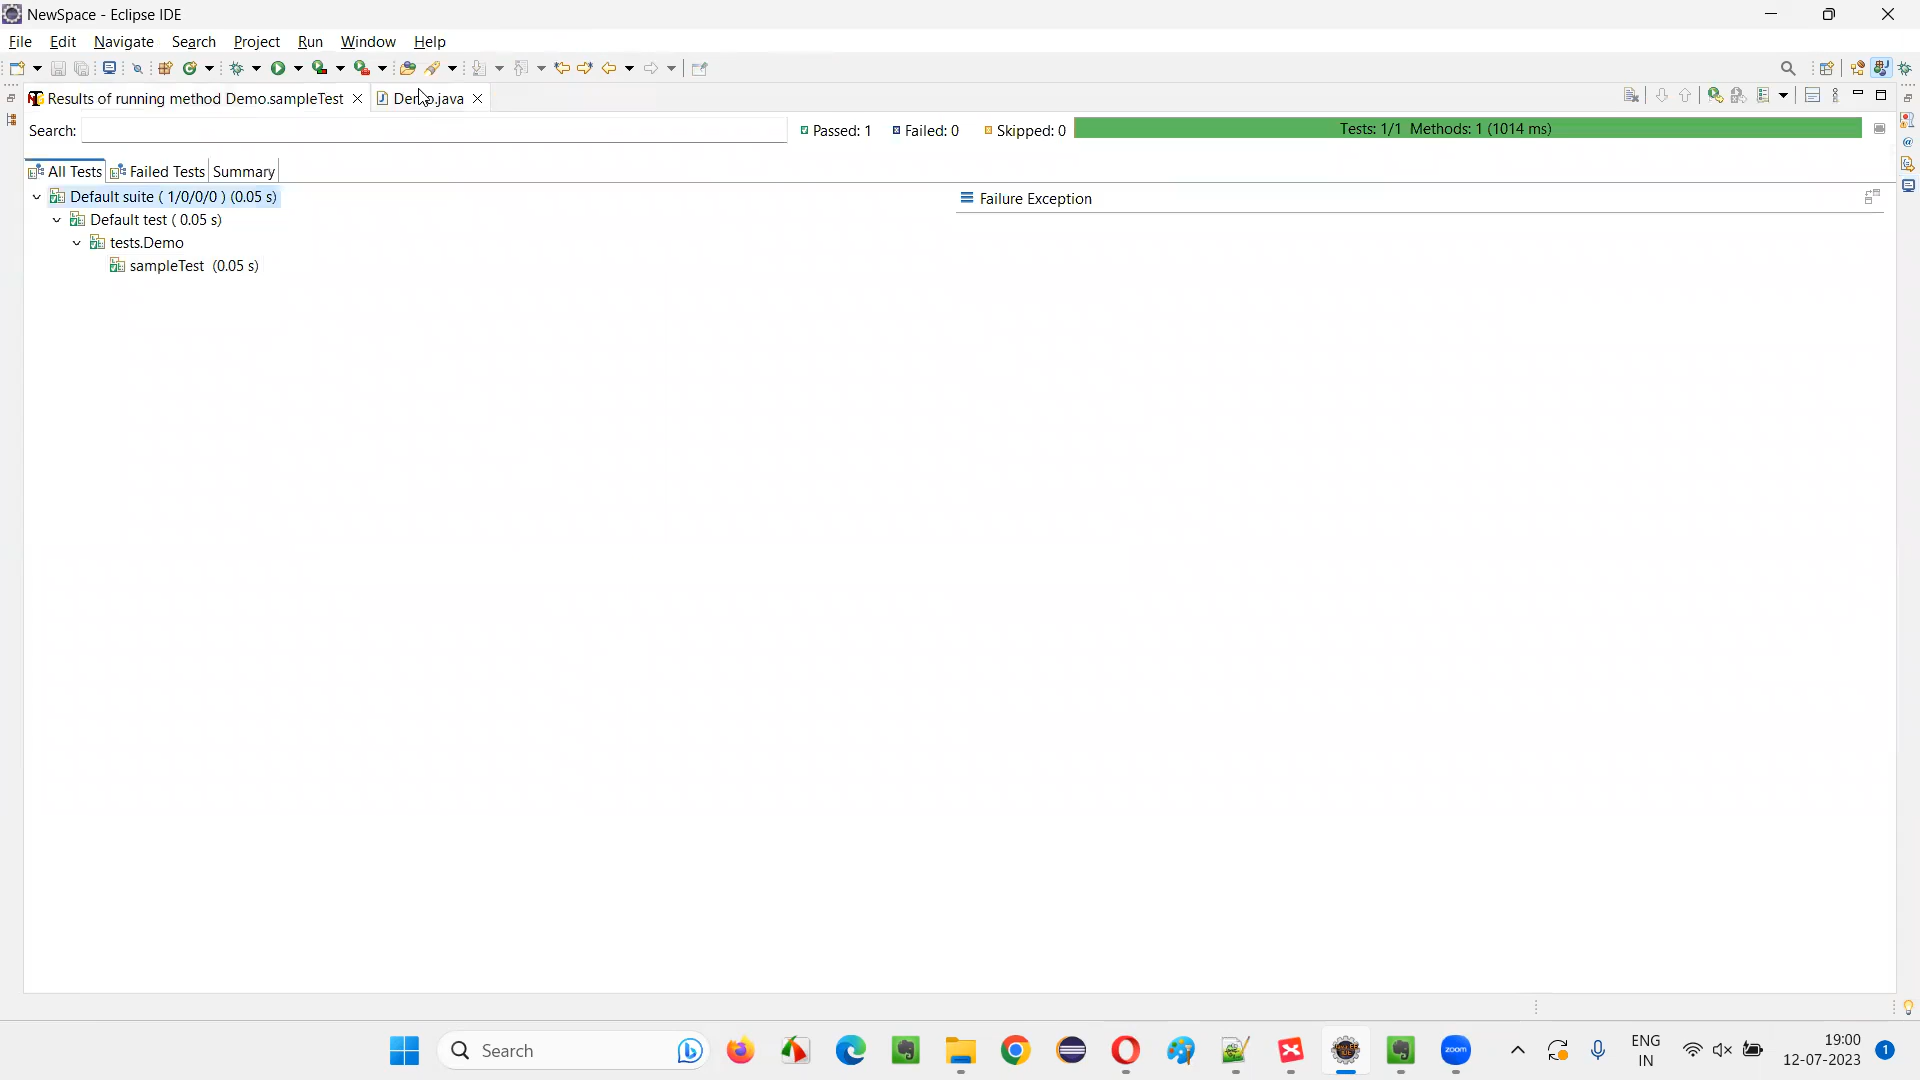 NewSpace - Eclipse IDE
File Edit Navigate Search Project Run Window Help
Results of running method Demo.sampleTest
Search:
Passed: 1 Failed: 0 Skipped: 0 Tests: 1/1 Methods: 1 (1014 ms)
All Tests Failed Tests Summary
Default suite ( 1/0/0/0 ) (0.05 s)
Failure Exception
Default test ( 0.05 s)
tests.Demo
sampleTest (0.05 s)
Search
zoom
ENG
IN
19:00
12-07-2023
1